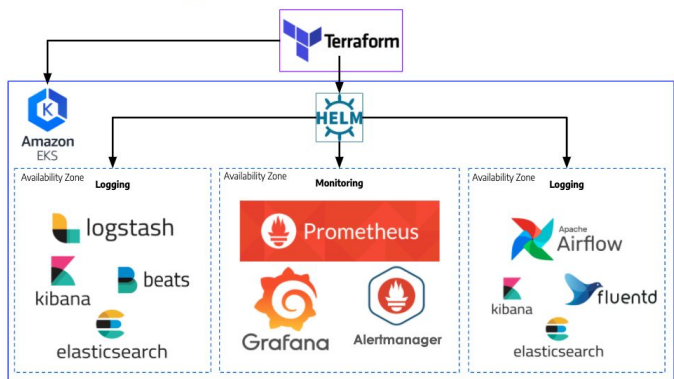 Terraform
HELM
K
Amazon
EKS
Availability Zone
Logging
logstash
kibana
beats
elasticsearch
Availability Zone
Monitoring
Prometheus
Grafana
Alertmanager
Availability Zone
Logging
Apache
Airflow
kibana
fluentd
elasticsearch